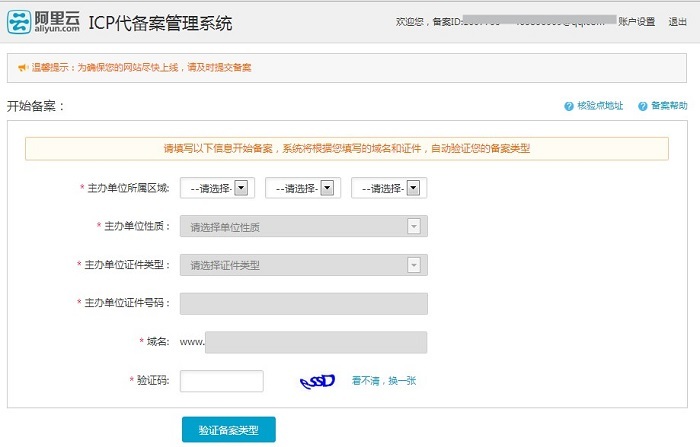 阿里云 aliyun.com ICP代备案管理系统 欢迎您, 备案ID: 账户设置 退出
温馨提示：为确保您的网站尽快上线，请及时提交备案
开始备案： 核验点地址 备案帮助
请填写以下信息开始备案，系统将根据您填写的域名和证件，自动验证您的备案类型
* 主办单位所属区域: --请选择- --请选择- --请选择-
* 主办单位性质： 请选择单位性质
* 主办单位证件类型： 请选择证件类型
* 主办单位证件号码：
* 域名: www.
* 验证码: eSSD 看不清，换一张
验证备案类型